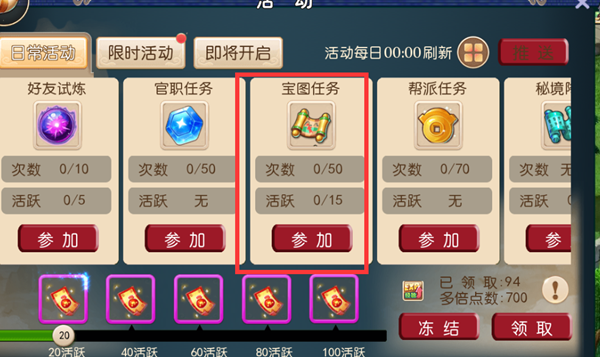 活 动
日常活动 限时活动 即将开启 活动每日00:00刷新
好友试炼 官职任务 宝图任务 帮派任务 秘境
次数 0/10 次数 0/50 次数 0/50 次数 0/70 次数
活跃 0/5 活跃 无 活跃 0/15 活跃 无 活跃
参加 参加 参加 参加 参
已领取:94
多倍点数:700
冻结 领取
20
20活跃 40活跃 60活跃 80活跃 100活跃